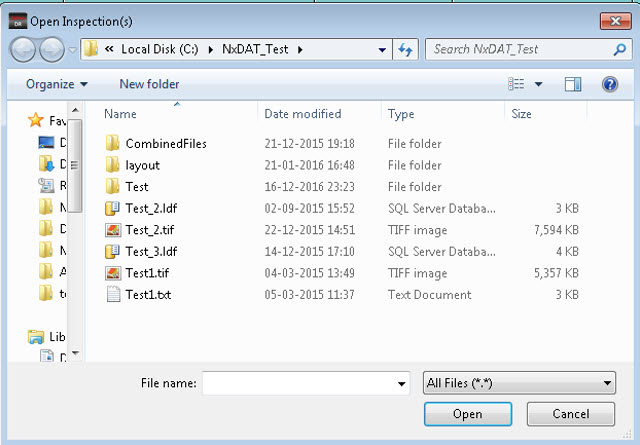 DR Open Inspection(s)
« Local Disk (C:) ▸ NxDAT_Test ▸ Search NxDAT_Test
Organize ▼ New folder
Name Date modified Type Size
Fav
D
D
R
N
D
N
A
to
Lib
D
CombinedFiles 21-12-2015 19:18 File folder
layout 21-01-2016 16:48 File folder
Test 16-12-2016 23:23 File folder
Test_2.ldf 02-09-2015 15:52 SQL Server Databa... 3 KB
Test_2.tif 22-12-2015 14:51 TIFF image 7,594 KB
Test_3.ldf 14-12-2015 17:10 SQL Server Databa... 4 KB
Test1.tif 04-03-2015 13:49 TIFF image 5,357 KB
Test1.txt 05-03-2015 11:37 Text Document 3 KB
File name: All Files (*.*)
Open Cancel